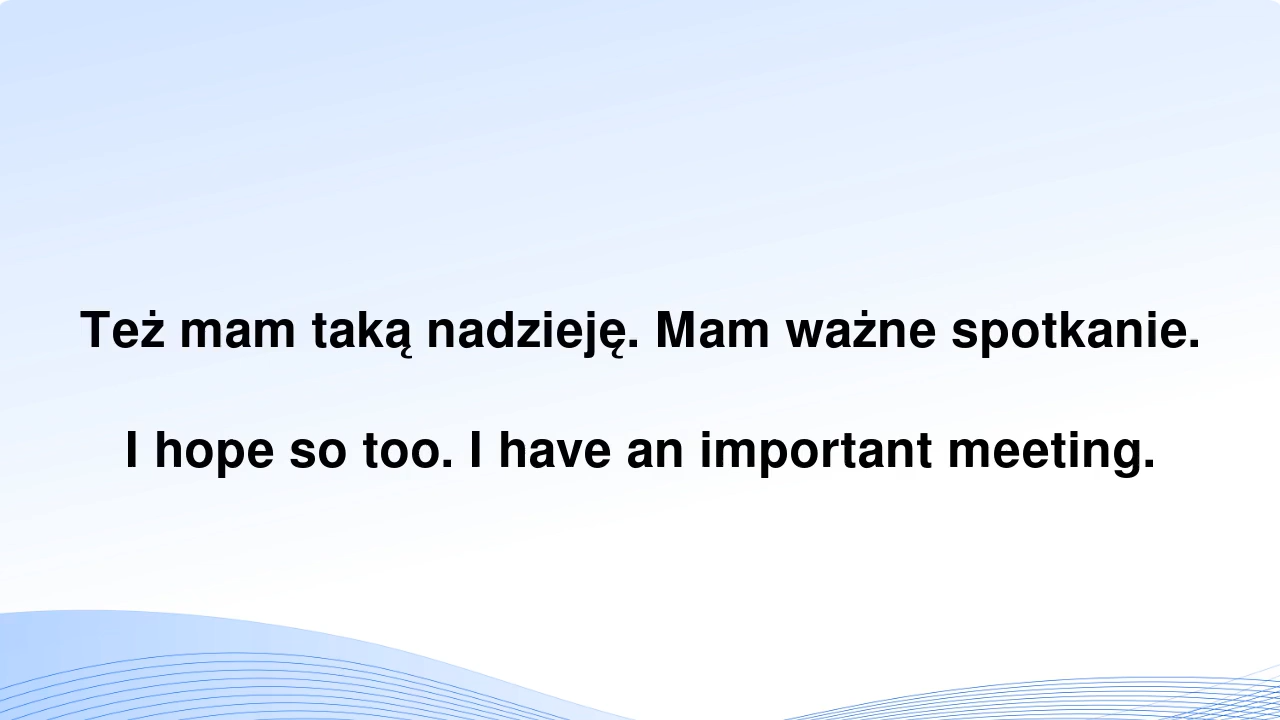 Też mam taką nadzieję. Mam ważne spotkanie.
I hope so too. I have an important meeting.